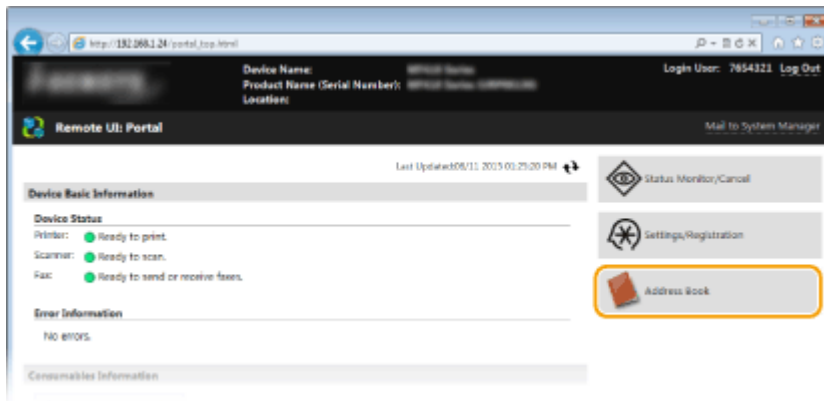 http://192.168.1.24/portal_top.html
Device Name:
Product Name (Serial Number):
Location:
Login User: 7654321 Log Out
Remote UI: Portal
Mail to System Manager
Last Updated:06/11 2015 01:25:20 PM
Device Basic Information
Device Status
Printer: Ready to print.
Scanner: Ready to scan.
Fax: Ready to send or receive faxes.
Error Information
No errors.
Consumables Information
Status Monitor/Cancel
Settings/Registration
Address Book